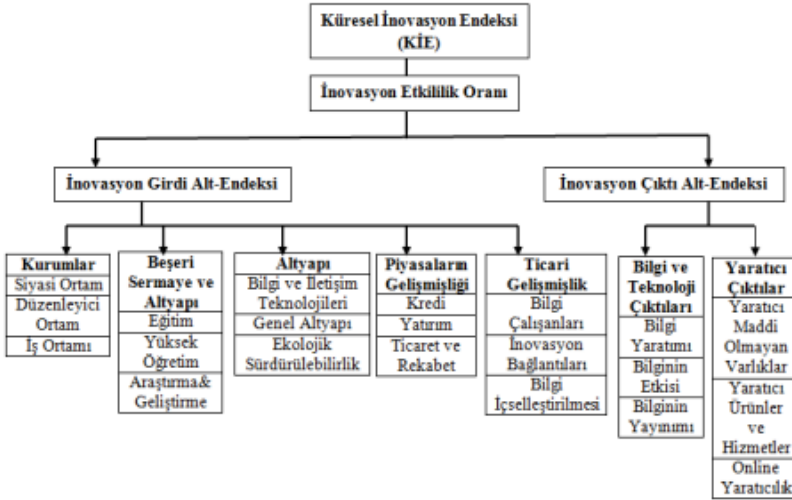 Küresel İnovasyon Endeksi
(KİE)
İnovasyon Etkililik Oranı
İnovasyon Girdi Alt-Endeksi
İnovasyon Çıktı Alt-Endeksi
Kurumlar
Siyasi Ortam
Düzenleyici
Ortam
İş Ortamı
Beşeri
Sermaye ve
Altyapı
Eğitim
Yüksek
Öğretim
Araştırma&
Geliştirme
Altyapı
Bilgi ve İletişim
Teknolojileri
Genel Altyapı
Ekolojik
Sürdürülebilirlik
Piyasaların
Gelişmişliği
Kredi
Yatırım
Ticaret ve
Rekabet
Ticari
Gelişmişlik
Bilgi
Çalışanları
İnovasyon
Bağlantıları
Bilgi
İçselleştirilmesi
Bilgi ve
Teknoloji
Çıktıları
Bilgi
Yaratımı
Bilginin
Etkisi
Bilginin
Yayınımı
Yaratıcı
Çıktılar
Yaratıcı
Maddi
Olmayan
Varlıklar
Yaratıcı
Ürünler
ve
Hizmetler
Online
Yaratıcılık